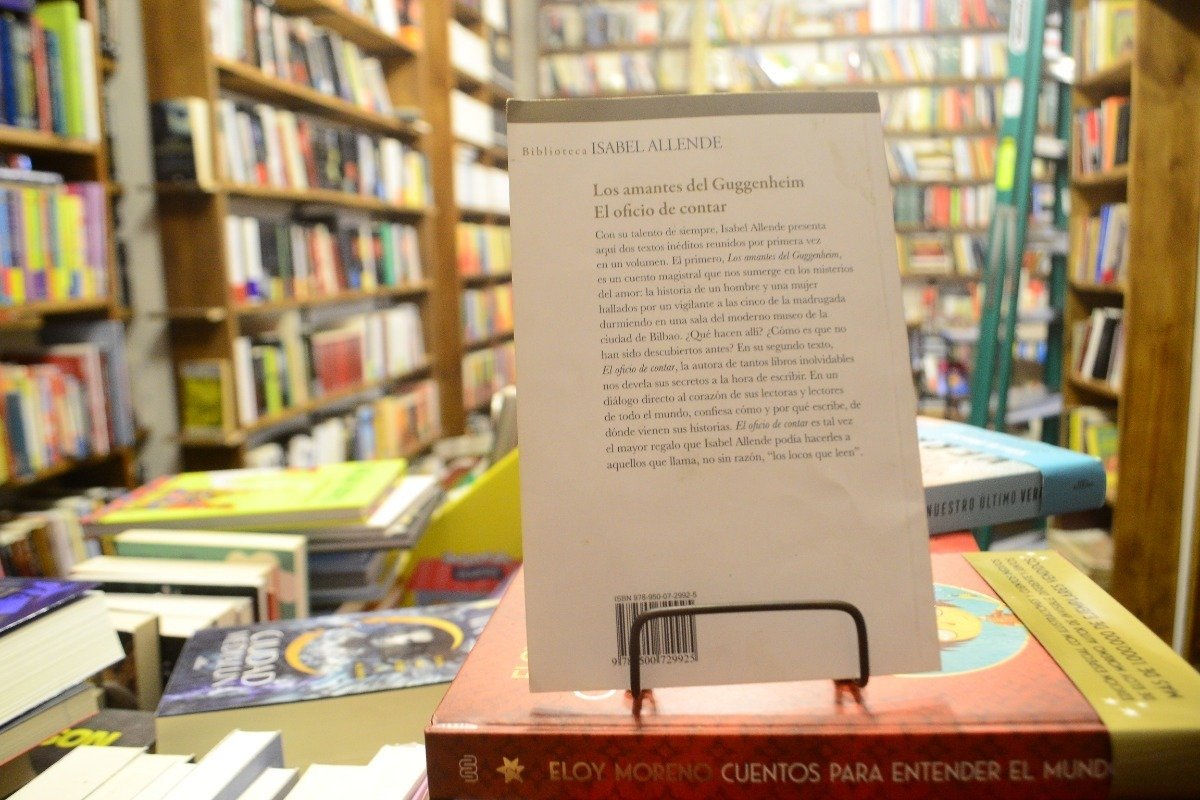 Biblioteca ISABEL ALLENDE
Los amantes del Guggenheim
El oficio de contar
Con su talento de siempre, Isabel Allende presenta
aquí dos textos inéditos reunidos por primera vez
en un volumen. El primero, Los amantes del Guggenheim,
es un cuento magistral que nos sumerge en los misterios
del amor: la historia de un hombre y una mujer
hallados por un vigilante a las cinco de la madrugada
durmiendo en una sala del moderno museo de la
ciudad de Bilbao. ¿Qué hacen allí? ¿Cómo es que no
han sido descubiertos antes? En su segundo texto,
El oficio de contar, la autora de tantos libros inolvidables
nos devela sus secretos a la hora de escribir. En un
diálogo directo al corazón de sus lectoras y lectores
de todo el mundo, confiesa cómo y por qué escribe, de
dónde vienen sus historias. El oficio de contar es tal vez
el mayor regalo que Isabel Allende podía hacerles a
aquellos que llama, no sin razón, “los locos que leen”.
ISBN 978-950-07-2992-5
9 789500 729925
NUESTRO ÚLTIMO VER
CIUDAD
ELOY MORENO CUENTOS PARA ENTENDER EL MUND